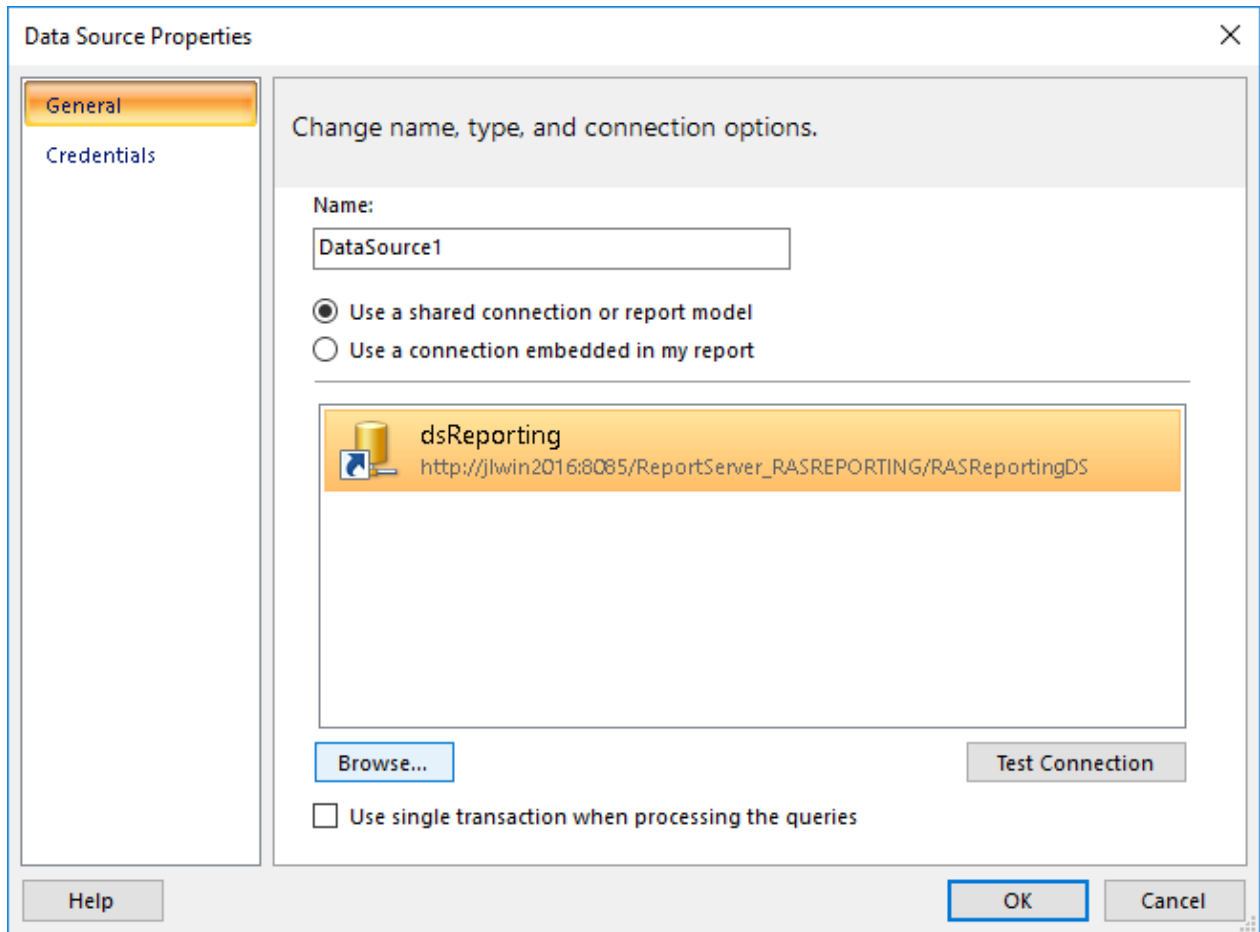 Data Source Properties
General
Credentials
Change name, type, and connection options.
Name:
DataSource1
Use a shared connection or report model
Use a connection embedded in my report
dsReporting
http://jlwin2016:8085/ReportServer_RASREPORTING/RASReportingDS
Browse...
Test Connection
Use single transaction when processing the queries
Help
OK
Cancel